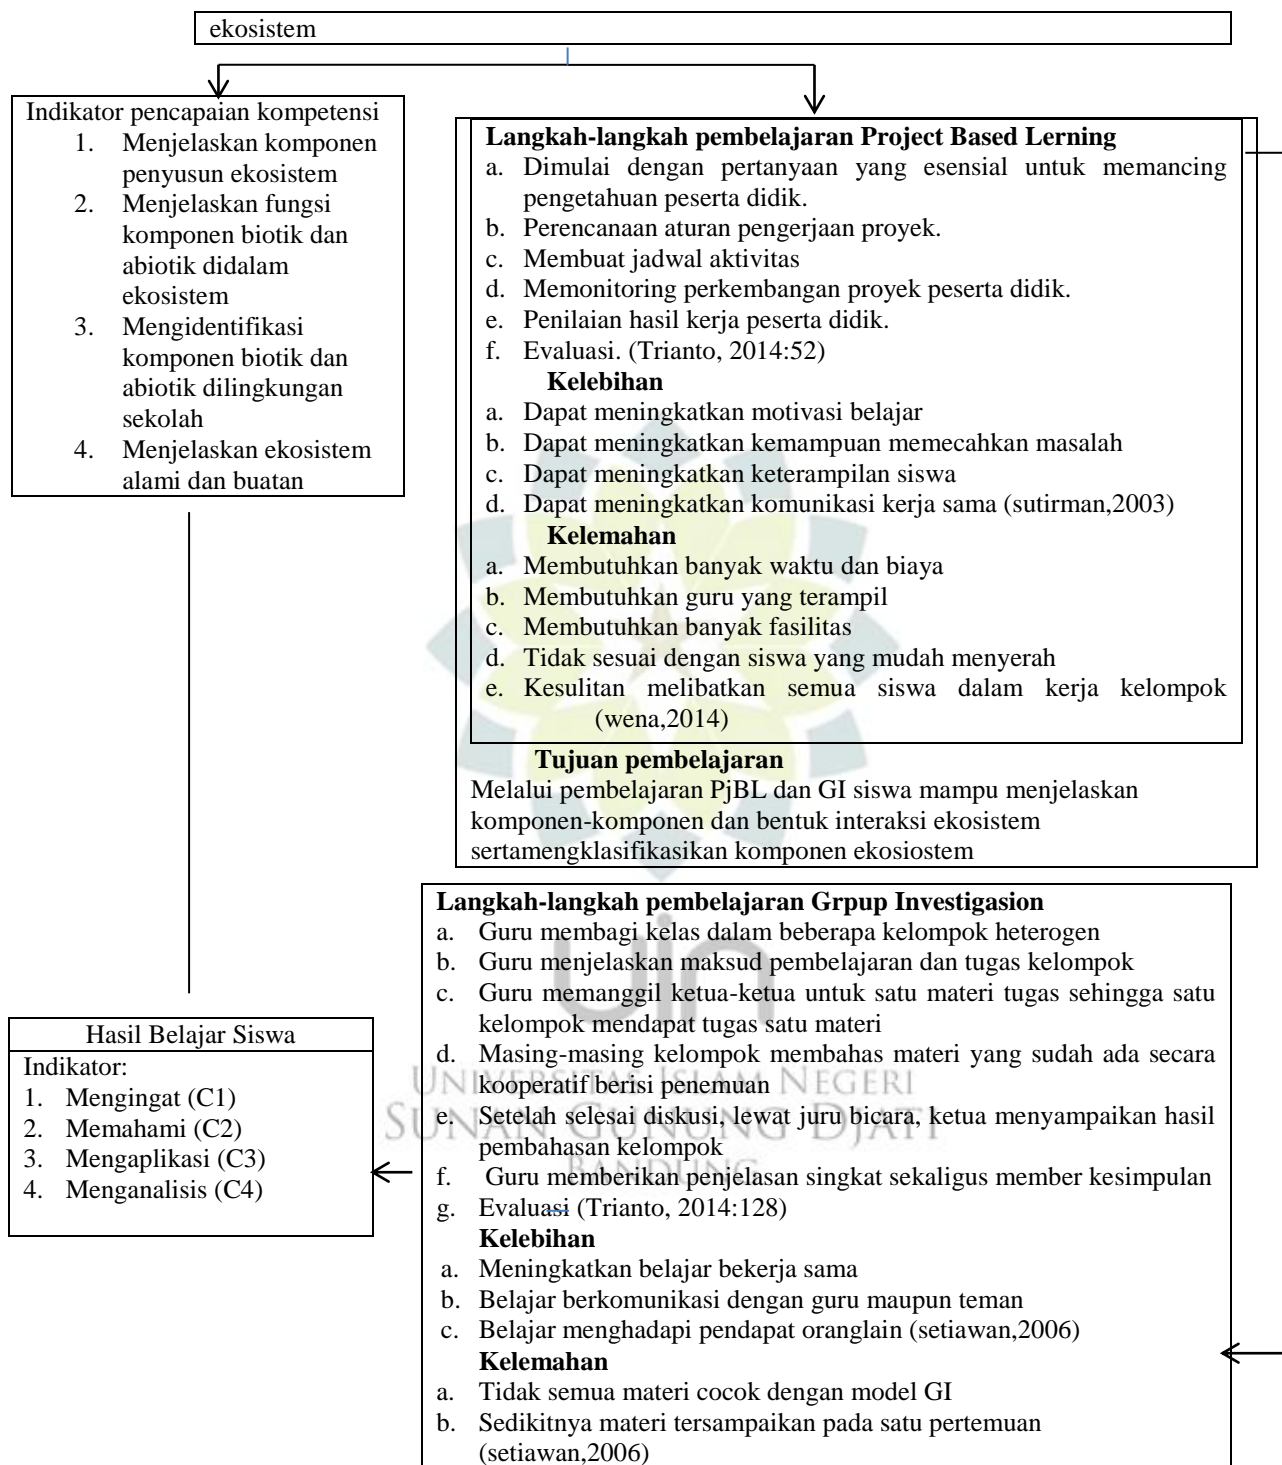 ekosistem
Indikator pencapaian kompetensi
1. Menjelaskan komponen
penyusun ekosistem
2. Menjelaskan fungsi
komponen biotik dan
abiotik didalam
ekosistem
3. Mengidentifikasi
komponen biotik dan
abiotik dilingkungan
sekolah
4. Menjelaskan ekosistem
alami dan buatan
Langkah-langkah pembelajaran Project Based Lerning
a. Dimulai dengan pertanyaan yang esensial untuk memancing
pengetahuan peserta didik.
b. Perencanaan aturan pengerjaan proyek.
c. Membuat jadwal aktivitas
d. Memonitoring perkembangan proyek peserta didik.
e. Penilaian hasil kerja peserta didik.
f. Evaluasi. (Trianto, 2014:52)
Kelebihan
a. Dapat meningkatkan motivasi belajar
b. Dapat meningkatkan kemampuan memecahkan masalah
c. Dapat meningkatkan keterampilan siswa
d. Dapat meningkatkan komunikasi kerja sama (sutirman,2003)
Kelemahan
a. Membutuhkan banyak waktu dan biaya
b. Membutuhkan guru yang terampil
c. Membutuhkan banyak fasilitas
d. Tidak sesuai dengan siswa yang mudah menyerah
e. Kesulitan melibatkan semua siswa dalam kerja kelompok
(wena,2014)
Tujuan pembelajaran
Melalui pembelajaran PjBL dan GI siswa mampu menjelaskan
komponen-komponen dan bentuk interaksi ekosistem
sertamengklasifikasikan komponen ekosiostem
Langkah-langkah pembelajaran Grpup Investigasion
a. Guru membagi kelas dalam beberapa kelompok heterogen
b. Guru menjelaskan maksud pembelajaran dan tugas kelompok
c. Guru memanggil ketua-ketua untuk satu materi tugas sehingga satu
kelompok mendapat tugas satu materi
d. Masing-masing kelompok membahas materi yang sudah ada secara
kooperatif berisi penemuan
e. Setelah selesai diskusi, lewat juru bicara, ketua menyampaikan hasil
pembahasan kelompok
f. Guru memberikan penjelasan singkat sekaligus member kesimpulan
g. Evaluasi (Trianto, 2014:128)
Kelebihan
a. Meningkatkan belajar bekerja sama
b. Belajar berkomunikasi dengan guru maupun teman
c. Belajar menghadapi pendapat oranglain (setiawan,2006)
Kelemahan
a. Tidak semua materi cocok dengan model GI
b. Sedikitnya materi tersampaikan pada satu pertemuan
(setiawan,2006)
Hasil Belajar Siswa
Indikator:
1. Mengingat (C1)
2. Memahami (C2)
3. Mengaplikasi (C3)
4. Menganalisis (C4)
uin
UNIVERSITAS ISLAM NEGERI
SUNAN GUNUNG DJATI
BANDUNG